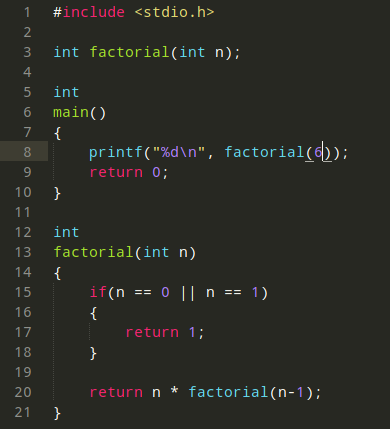 1 #include <stdio.h>
2
3 int factorial(int n);
4
5 int
6 main()
7 {
8     printf("%d\n", factorial(6));
9     return 0;
10 }
11
12 int
13 factorial(int n)
14 {
15     if(n == 0 || n == 1)
16     {
17         return 1;
18     }
19
20     return n * factorial(n-1);
21 }